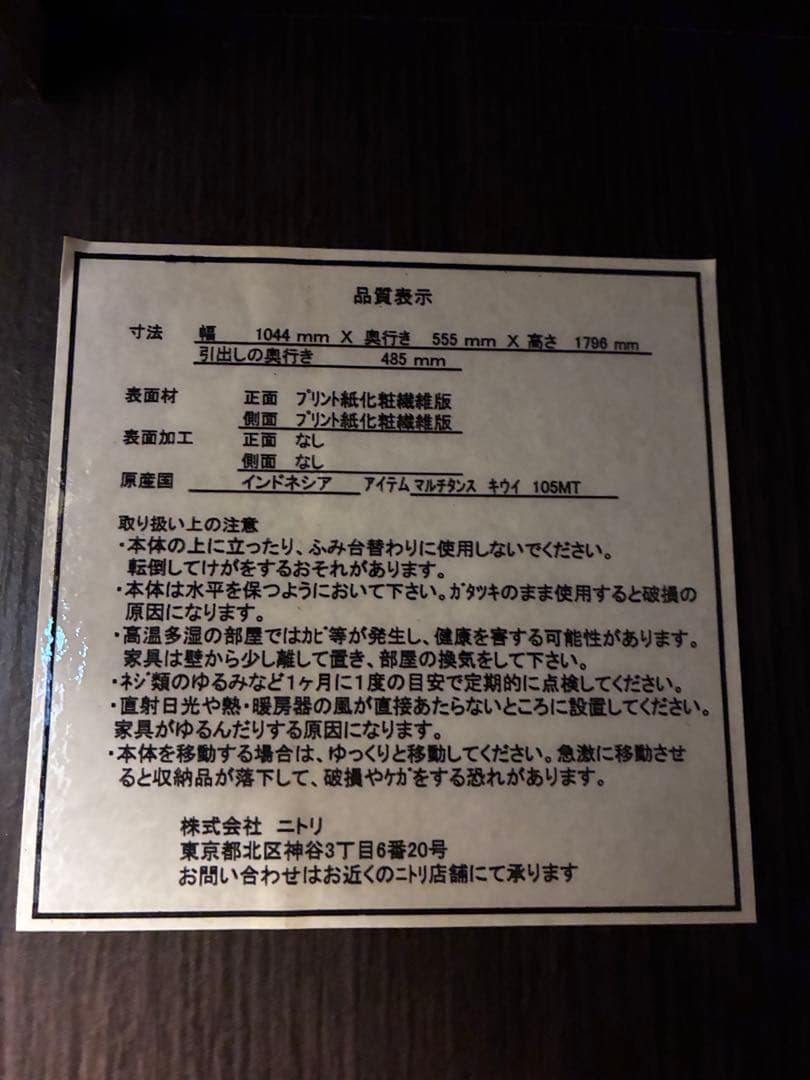 品質表示
寸法 幅 1044 mm X 奥行き 555 mm X 高さ 1796 mm
引出しの奥行き 485 mm
表面材 正面 プリント紙化粧繊維版
側面 プリント紙化粧繊維版
表面加工 正面 なし
側面 なし
原産国 インドネシア アイテム マルチタンス キウイ 105MT
取り扱い上の注意
・本体の上に立ったり、ふみ台替わりに使用しないでください。
転倒してけがをするおそれがあります。
・本体は水平を保つようにおいて下さい。ガタツキのまま使用すると破損の
原因になります。
・高温多湿の部屋ではカビ等が発生し、健康を害する可能性があります。
家具は壁から少し離して置き、部屋の換気をして下さい。
・ネジ類のゆるみなど1ヶ月に1度の目安で定期的に点検してください。
・直射日光や熱・暖房器の風が直接あたらないところに設置してください。
家具がゆるんだりする原因になります。
・本体を移動する場合は、ゆっくりと移動してください。急激に移動させ
ると収納品が落下して、破損やケガをする恐れがあります。
株式会社 ニトリ
東京都北区神谷3丁目6番20号
お問い合わせはお近くのニトリ店舗にて承ります